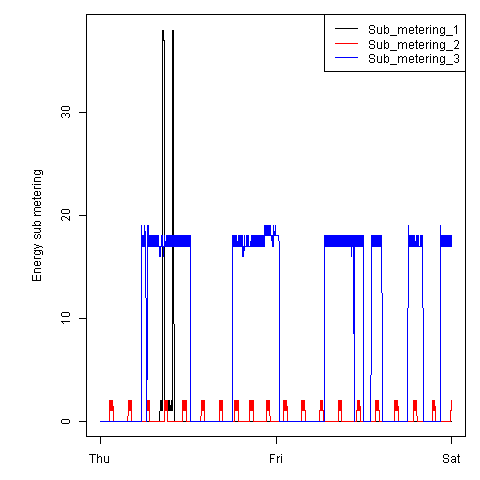 Sub_metering_1
Sub_metering_2
Sub_metering_3
Energy sub metering
30
20
10
0
Thu
Fri
Sat